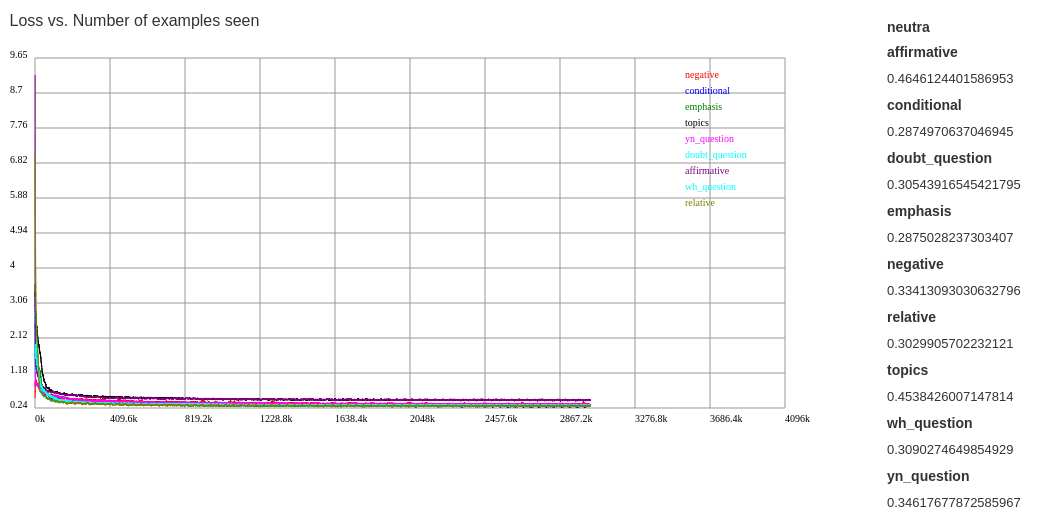 Loss vs. Number of examples seen
9.65
8.7
7.76
6.82
5.88
4.94
4
3.06
2.12
1.18
0.24
0k
409.6k
819.2k
1228.8k
1638.4k
2048k
2457.6k
2867.2k
3276.8k
3686.4k
4096k
negative
conditional
emphasis
topics
yn_question
doubt_question
affirmative
wh_question
relative
neutra
affirmative
0.4646124401586953
conditional
0.2874970637046945
doubt_question
0.30543916545421795
emphasis
0.2875028237303407
negative
0.33413093030632796
relative
0.3029905702232121
topics
0.4538426007147814
wh_question
0.3090274649854929
yn_question
0.34617677872585967